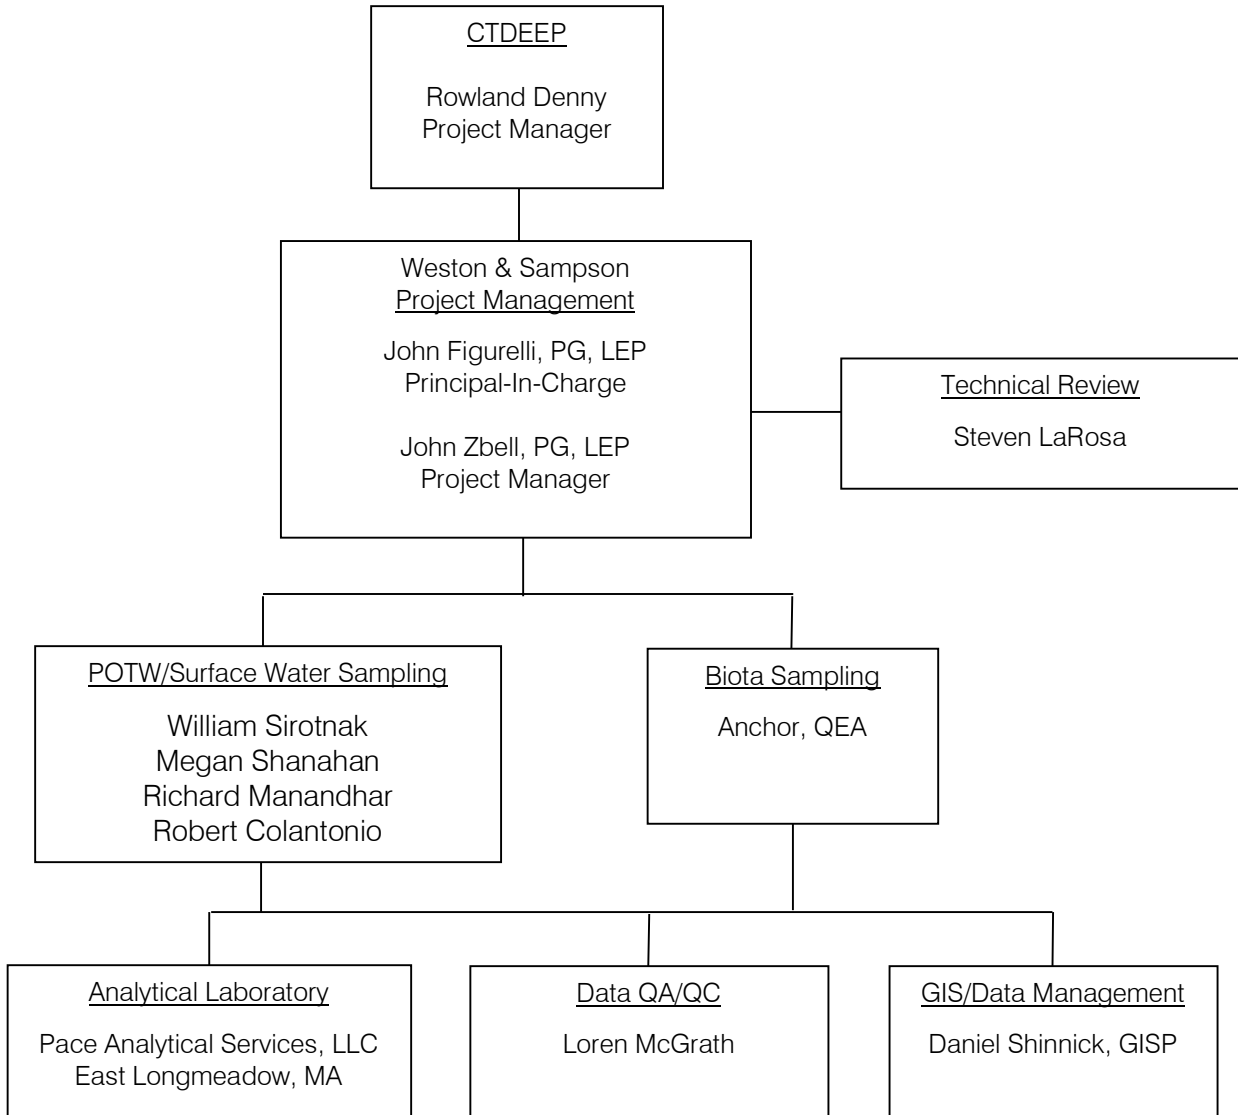 CTDEEP
Rowland Denny
Project Manager
Weston & Sampson
Project Management
John Figurelli, PG, LEP
Principal-In-Charge
John Zbell, PG, LEP
Project Manager
Technical Review
Steven LaRosa
POTW/Surface Water Sampling
William Sirotnak
Megan Shanahan
Richard Manandhar
Robert Colantonio
Biota Sampling
Anchor, QEA
Analytical Laboratory
Pace Analytical Services, LLC
East Longmeadow, MA
Data QA/QC
Loren McGrath
GIS/Data Management
Daniel Shinnick, GISP